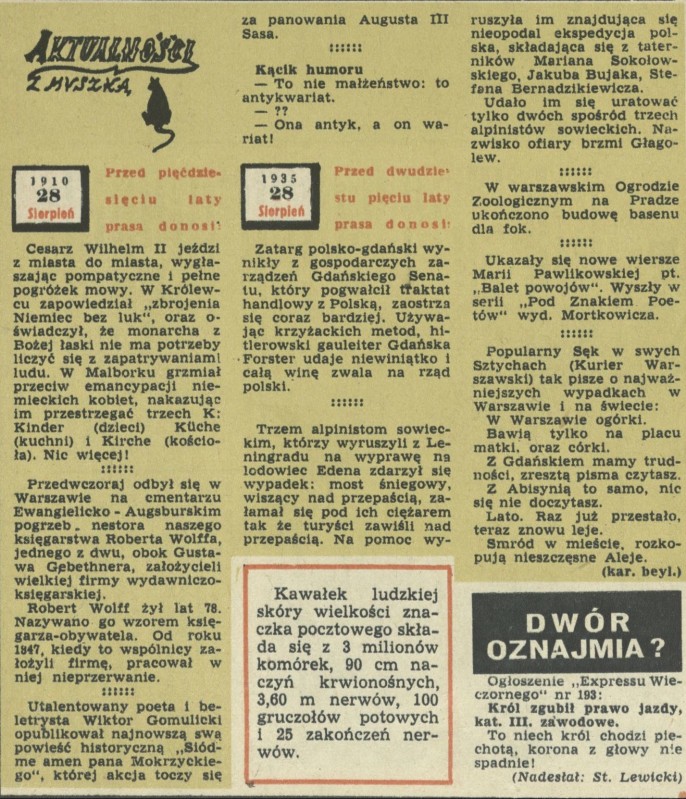 AKTUALNOŚCI
Z MYSZKĄ
1910
28
Sierpień
Przed pięćdzie-
sięciu laty
prasa donosi:
Cesarz Wilhelm II jeździ
z miasta do miasta, wygła-
szając pompatyczne i pełne
pogróżek mowy. W Królew-
cu zapowiedział „zbrojenia
Niemiec bez luk", oraz o-
świadczył, że monarcha z
Bożej łaski nie ma potrzeby
liczyć się z zapatrywaniami
ludu. W Malborku grzmiał
przeciw emancypacji nie-
mieckich kobiet, nakazując
im przestrzegać trzech K:
Kinder (dzieci) Küche
(kuchni) i Kirche (kościo-
ła). Nic więcej!
::::::
Przedwczoraj odbył się w
Warszawie na cmentarzu
Ewangielicko - Augsburskim
pogrzeb nestora naszego
księgarstwa Roberta Wolffa,
jednego z dwu, obok Gusta-
wa Gebethnera, założycieli
wielkiej firmy wydawniczo-
księgarskiej.
Robert Wolff żył lat 78.
Nazywano go wzorem księ-
garza-obywatela. Od roku
1847, kiedy to wspólnicy za-
łożyli firmę, pracował w
niej nieprzerwanie.
::::::
Utalentowany poeta i be-
letrysta Wiktor Gomulicki
opublikował najnowszą swą
powieść historyczną „Siód-
me amen pana Mokrzyckie-
go", której akcja toczy się
za panowania Augusta III
Sasa.
::::::
Kącik humoru
— To nie małżeństwo: to
antykwariat.
— ??
— Ona antyk, a on wa-
riat!
1935
28
Sierpień
Przed dwudzie-
stu pięciu laty
prasa donosi:
Zatarg polsko-gdański wy-
nikły z gospodarczych za-
rządzeń Gdańskiego Sena-
tu, który pogwałcił traktat
handlowy z Polską, zaostrza
się coraz bardziej. Używa-
jąc krzyżackich metod, hi-
tlerowski gauleiter Gdańska
Forster udaje niewiniątko i
całą winę zwala na rząd
polski.
::::::
Trzem alpinistom sowiec-
kim, którzy wyruszyli z Le-
ningradu na wyprawę na
lodowiec Edena zdarzył się
wypadek: most śniegowy,
wiszący nad przepaścią, za-
łamał się pod ich ciężarem
tak że turyści zawiśli nad
przepaścią. Na pomoc wy-
Kawałek ludzkiej
skóry wielkości zna-
czka pocztowego skła-
da się z 3 milionów
komórek, 90 cm na-
czyń krwionośnych,
3,60 m nerwów, 100
gruczołów potowych
i 25 zakończeń ner-
wów.
ruszyła im znajdująca się
nieopodal ekspedycja pol-
ska, składająca się z tater-
ników Mariana Sokołow-
skiego, Jakuba Bujaka, Ste-
fana Bernadzikiewicza.
Udało im się uratować
tylko dwóch spośród trzech
alpinistów sowieckich. Na-
zwisko ofiary brzmi Głago-
lew.
::::::
W warszawskim Ogrodzie
Zoologicznym na Pradze
ukończono budowę basenu
dla fok.
::::::
Ukazały się nowe wiersze
Marii Pawlikowskiej pt.
„Balet powojów". Wyszły w
serii „Pod Znakiem Poe-
tów" wyd. Mortkowicza.
::::::
Popularny Sęk w swych
Sztychach (Kurier War-
szawski) tak pisze o najważ-
niejszych wypadkach w
Warszawie i na świecie:
W Warszawie ogórki.
Bawią tylko na placu
matki, oraz córki.
Z Gdańskiem mamy trud-
ności, zresztą pisma czytasz.
Z Abisynią to samo, nic
się nie doczytasz.
Lato. Raz już przestało,
teraz znowu leje.
Smród w mieście, rozko-
pują nieszczęsne Aleje.
(kar. beyl.)
DWÓR
OZNAJMIA?
Ogłoszenie „Expressu Wie-
czornego" nr 193:
Król zgubił prawo jazdy,
kat. III. zawodowe.
To niech król chodzi pie-
chotą, korona z głowy nie
spadnie!
(Nadesłał: St. Lewicki)